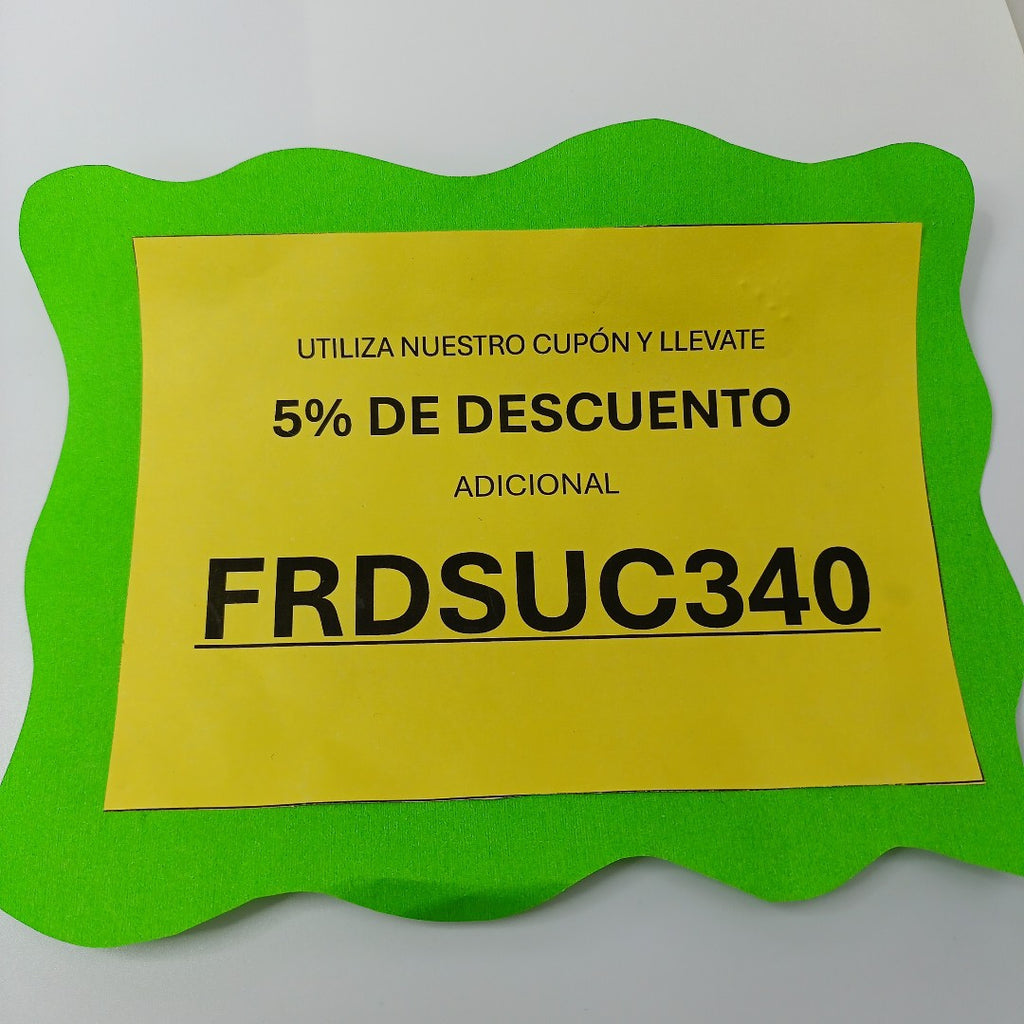 UTILIZA NUESTRO CUPÓN Y LLEVATE
5% DE DESCUENTO
ADICIONAL
FRDSUC340